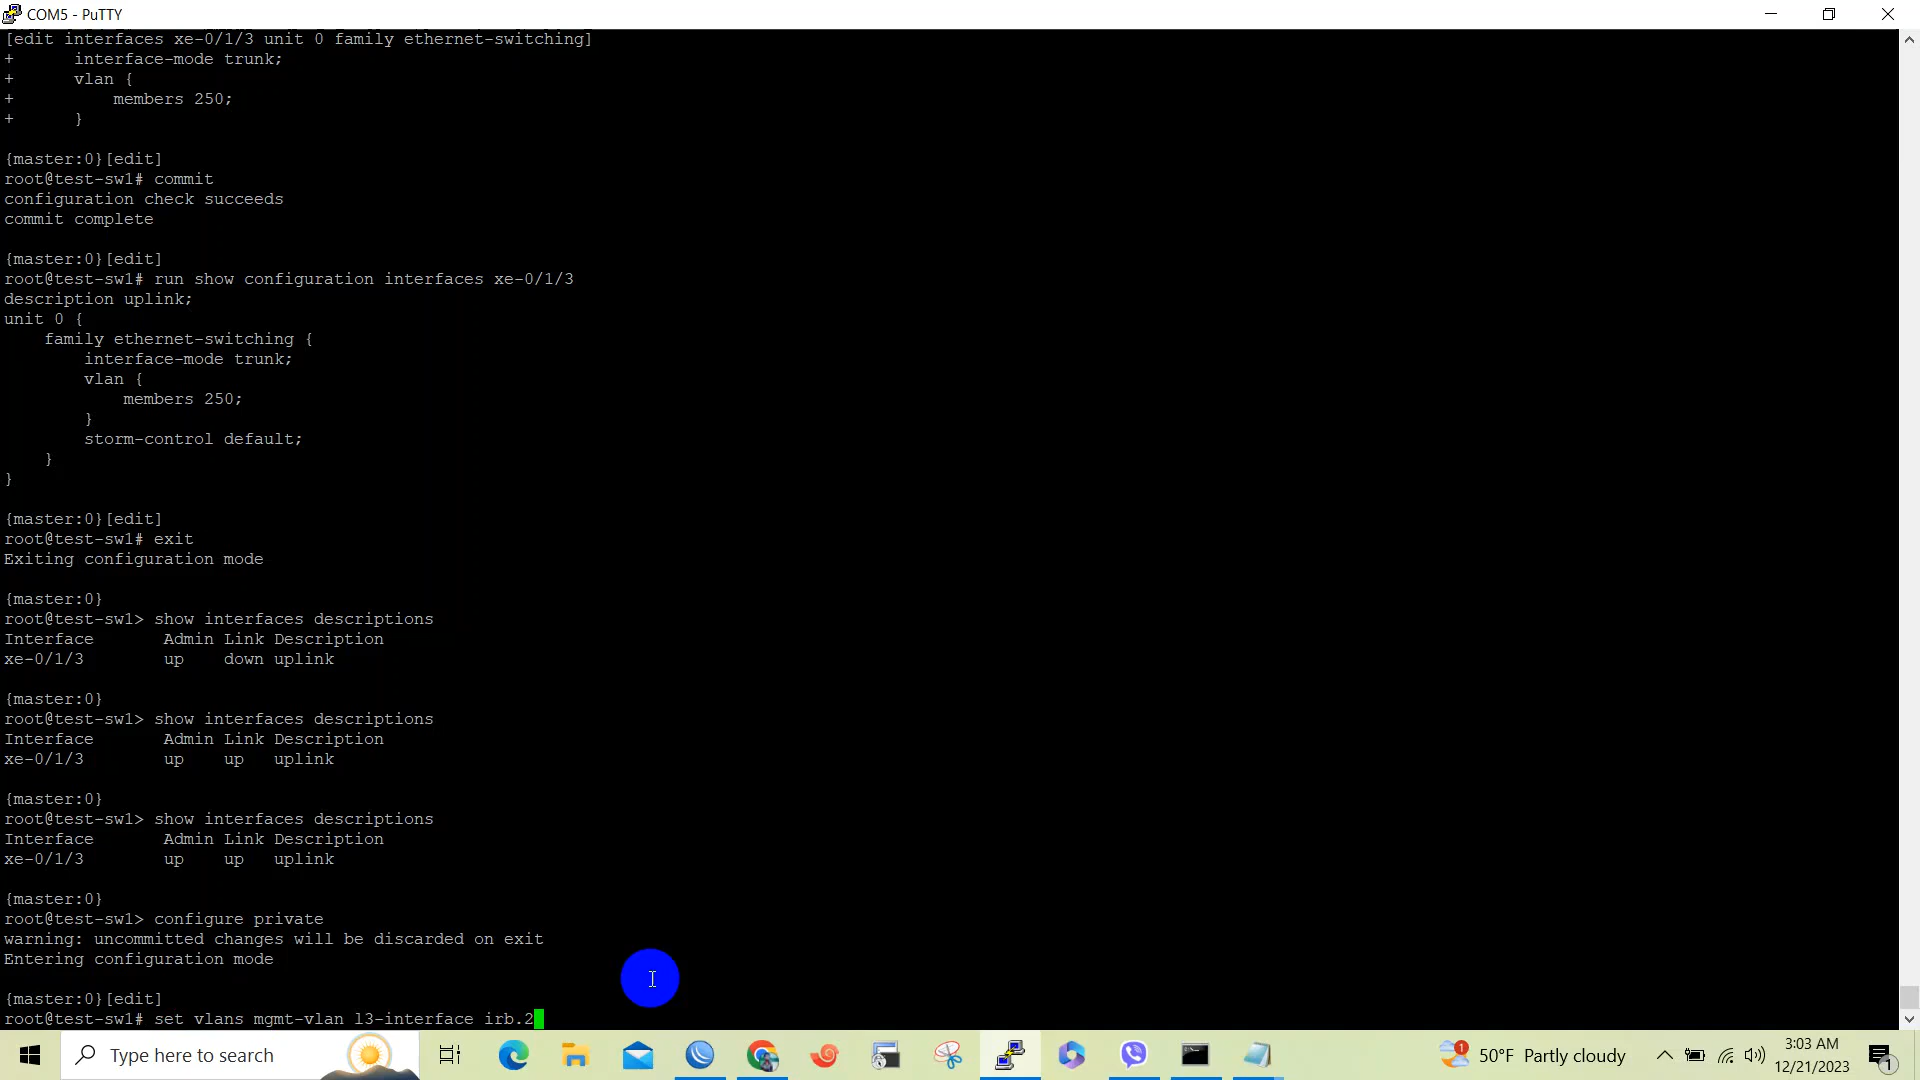 COM5 - PuTTY
[edit interfaces xe-0/1/3 unit 0 family ethernet-switching]
+      interface-mode trunk;
+      vlan {
+          members 250;
+      }
{master:0}[edit]
root@test-sw1# commit
configuration check succeeds
commit complete
{master:0}[edit]
root@test-sw1# run show configuration interfaces xe-0/1/3
description uplink;
unit 0 {
    family ethernet-switching {
        interface-mode trunk;
        vlan {
            members 250;
        }
        storm-control default;
    }
}
{master:0}[edit]
root@test-sw1# exit
Exiting configuration mode
{master:0}
root@test-sw1> show interfaces descriptions
Interface       Admin Link Description
xe-0/1/3        up    down uplink
{master:0}
root@test-sw1> show interfaces descriptions
Interface       Admin Link Description
xe-0/1/3        up    up   uplink
{master:0}
root@test-sw1> show interfaces descriptions
Interface       Admin Link Description
xe-0/1/3        up    up   uplink
{master:0}
root@test-sw1> configure private
warning: uncommitted changes will be discarded on exit
Entering configuration mode
{master:0}[edit]
root@test-sw1# set vlans mgmt-vlan l3-interface irb.2
Type here to search
1
50°F Partly cloudy
3:03 AM
12/21/2023
1